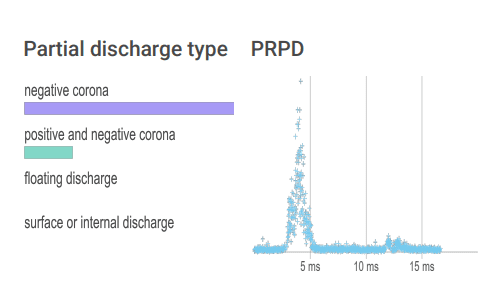 Partial discharge type
PRPD
negative corona
positive and negative corona
floating discharge
surface or internal discharge
5 ms
10 ms
15 ms